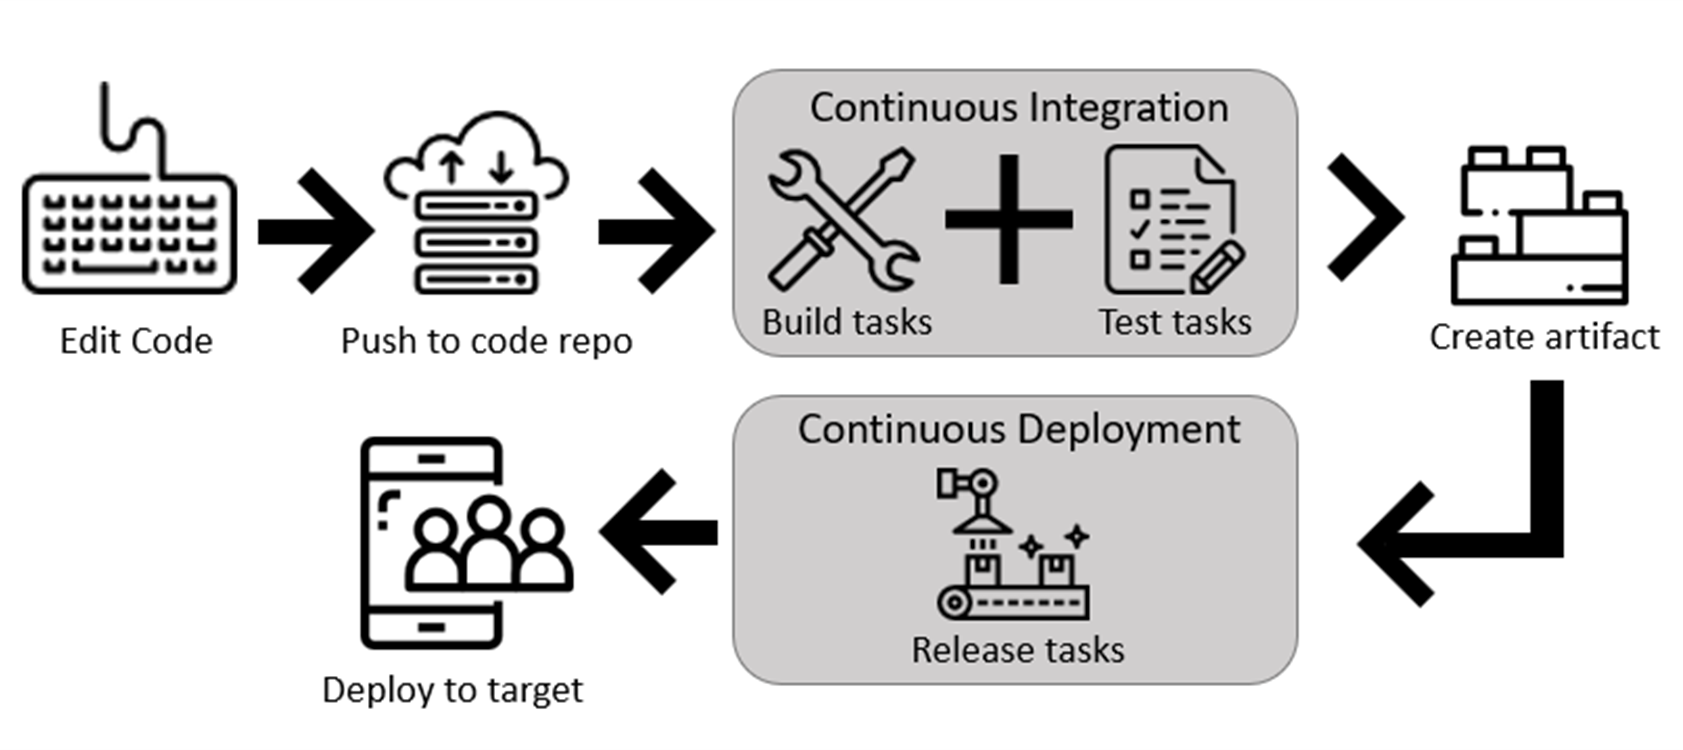 Continuous Integration
Build tasks
Test tasks
Edit Code
Push to code repo
Create artifact
Continuous Deployment
Release tasks
Deploy to target